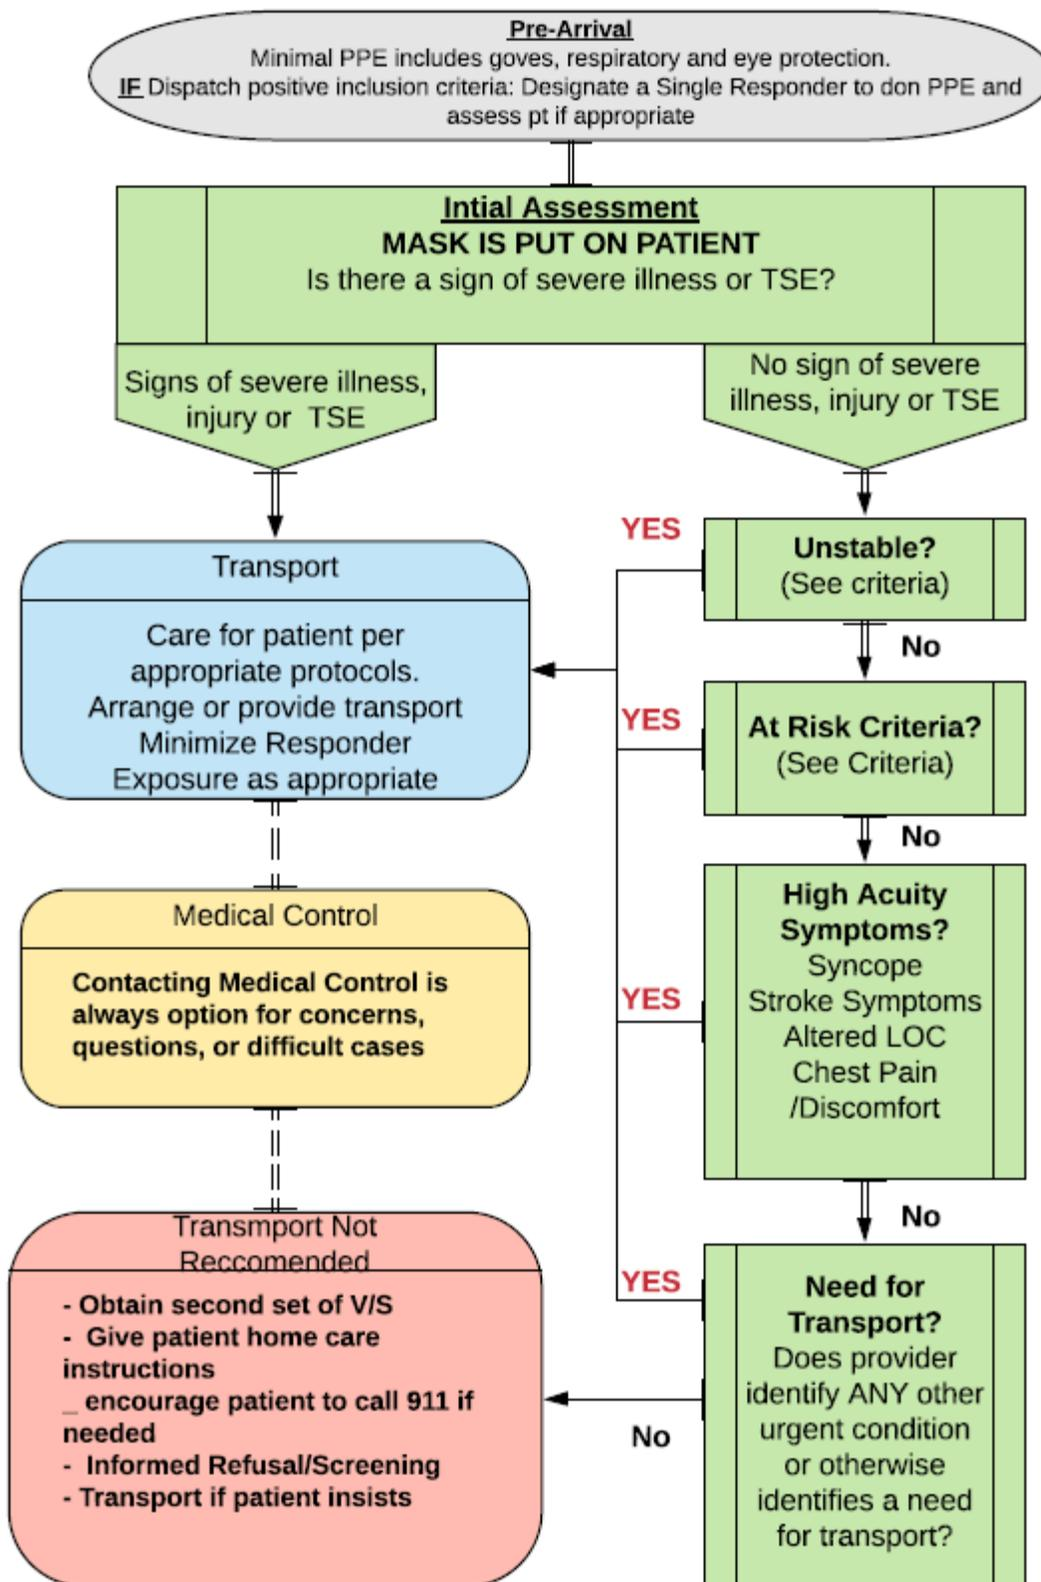 Pre-Arrival
Minimal PPE includes goves, respiratory and eye protection.
IF Dispatch positive inclusion criteria: Designate a Single Responder to don PPE and
assess pt if appropriate
Intial Assessment
MASK IS PUT ON PATIENT
Is there a sign of severe illness or TSE?
Signs of severe illness,
injury or TSE
No sign of severe
illness, injury or TSE
YES
Unstable?
(See criteria)
No
Transport
Care for patient per
appropriate protocols.
Arrange or provide transport
Minimize Responder
Exposure as appropriate
YES
At Risk Criteria?
(See Criteria)
No
High Acuity
Symptoms?
Syncope
Stroke Symptoms
Altered LOC
Chest Pain
/Discomfort
YES
No
Medical Control
Contacting Medical Control is
always option for concerns,
questions, or difficult cases
YES
Need for
Transport?
Does provider
identify ANY other
urgent condition
or otherwise
identifies a need
for transport?
No
Transmport Not
Reccomended
- Obtain second set of V/S
- Give patient home care
instructions
_ encourage patient to call 911 if
needed
- Informed Refusal/Screening
- Transport if patient insists